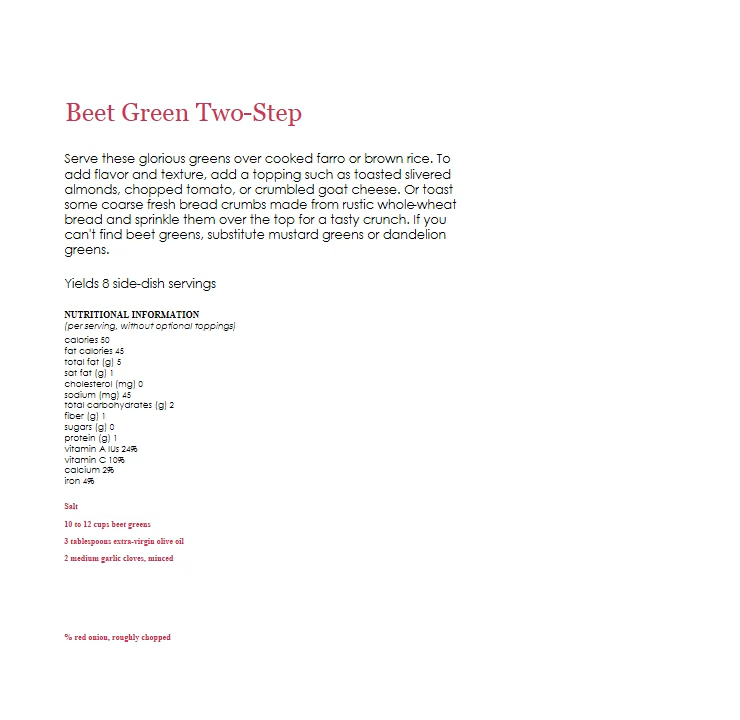 Beet Green Two-Step
Serve these glorious greens over cooked farro or brown rice. To
add flavor and texture, add a topping such as toasted slivered
almonds, chopped tomato, or crumbled goat cheese. Or toast
some coarse fresh bread crumbs made from rustic whole-wheat
bread and sprinkle them over the top for a tasty crunch. If you
can't find beet greens, substitute mustard greens or dandelion
greens.
Yields 8 side-dish servings
NUTRITIONAL INFORMATION
(per serving, without optional toppings)
calories 50
fat calories 45
total fat (g) 5
sat fat (g) 1
cholesterol (mg) 0
sodium (mg) 45
total carbohydrates (g) 2
fiber (g) 1
sugars (g) 0
protein (g) 1
vitamin A IUs 24%
vitamin C 10%
calcium 2%
iron 4%
Salt
10 to 12 cups beet greens
3 tablespoons extra-virgin olive oil
2 medium garlic cloves, minced
% red onion, roughly chopped